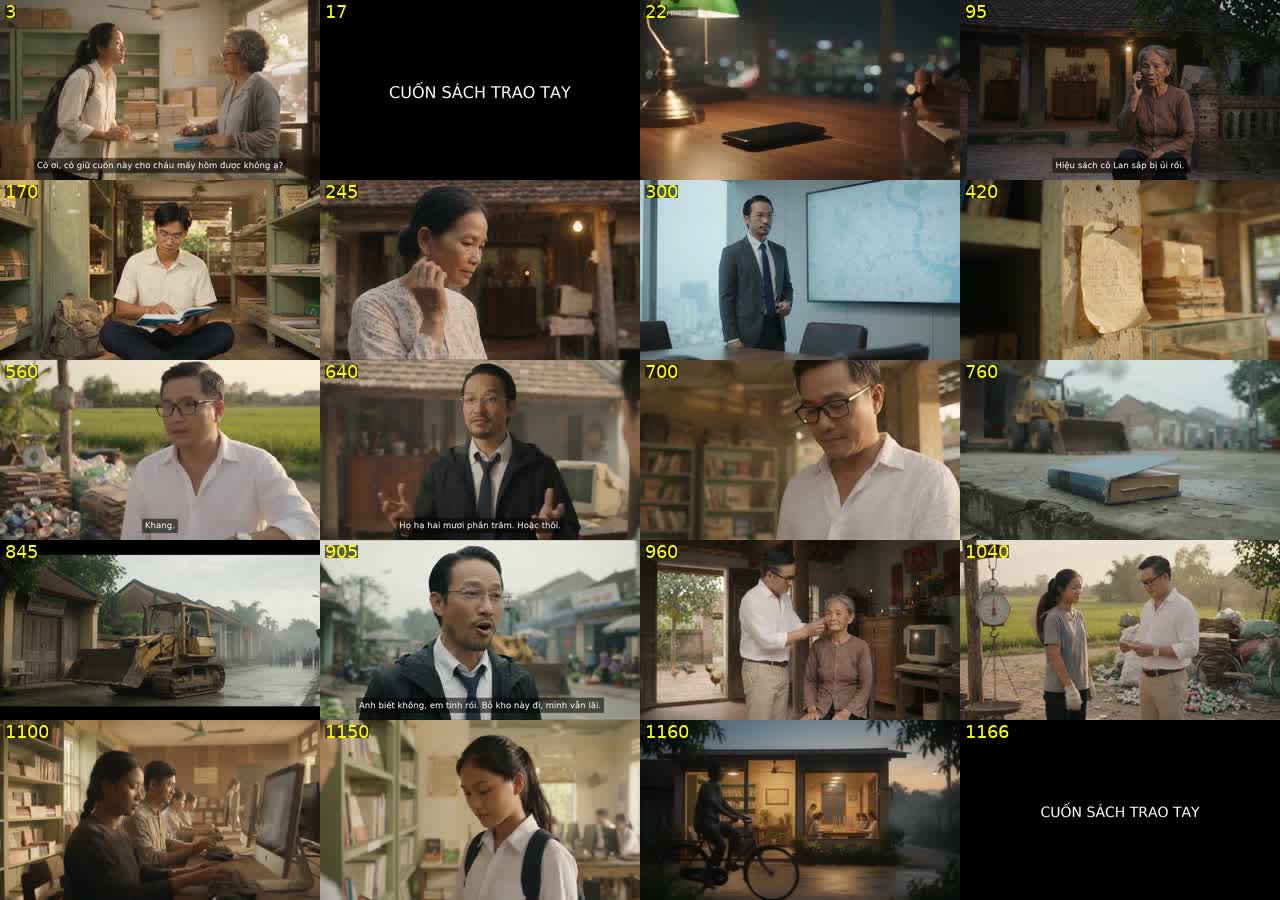 3
17
22
95
Cô ơi, cô giữ cuốn này cho cháu mấy hôm được không ạ?
CUỐN SÁCH TRAO TAY
Hiệu sách cô Lan sắp bị ủi rồi.
170
245
300
420
560
640
700
760
Khang.
Họ hạ hai mươi phần trăm. Hoặc thôi.
845
905
960
1040
Anh biết không, em tính rồi. Bỏ kho này đi, mình vẫn lãi.
1100
1150
1160
1166
CUỐN SÁCH TRAO TAY